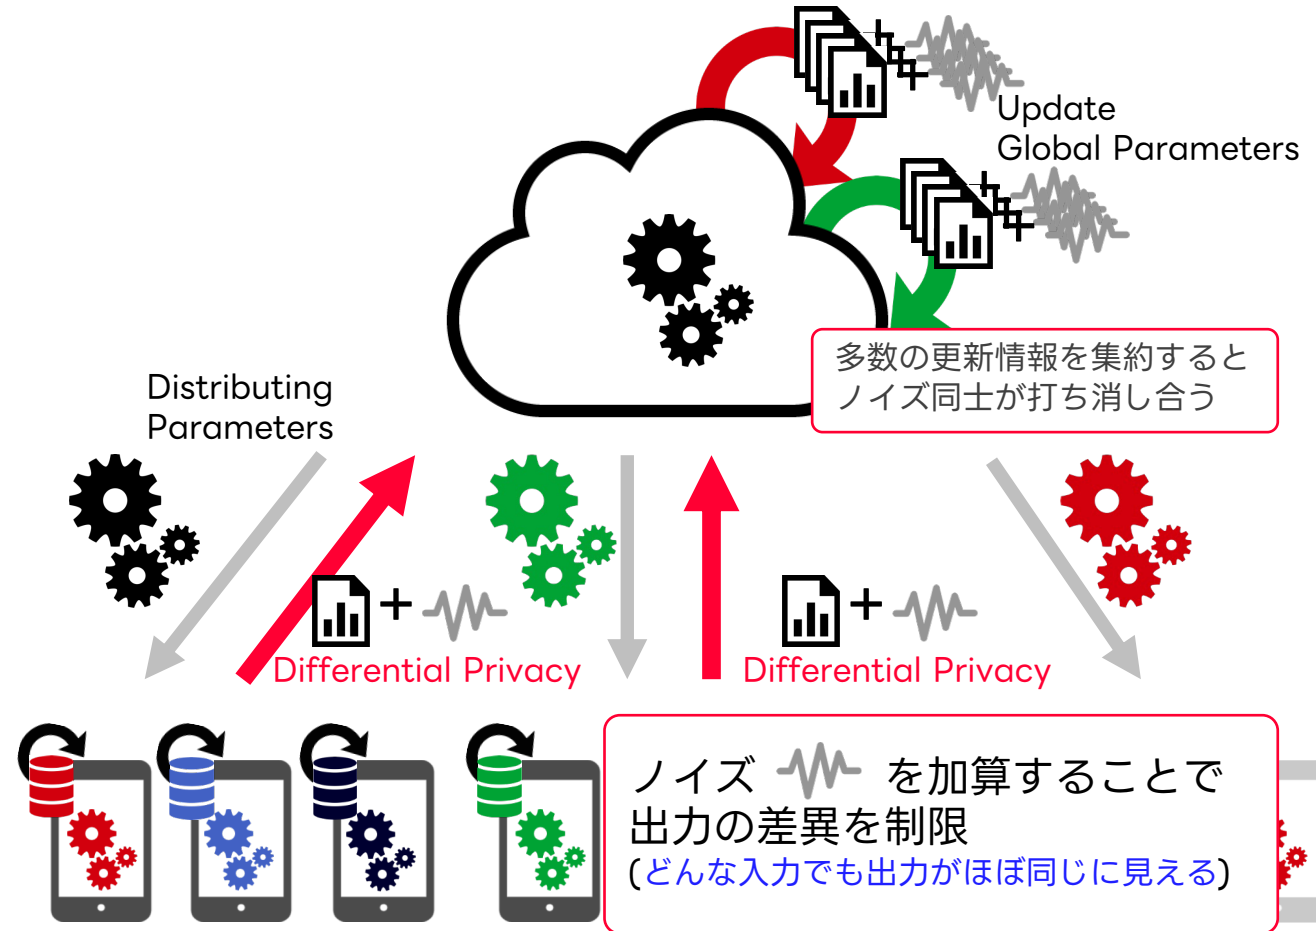 Update
Global Parameters
多数の更新情報を集約すると
ノイズ同士が打ち消し合う
Distributing
Parameters
Differential Privacy
Differential Privacy
ノイズ を加算することで
出力の差異を制限
(どんな入力でも出力がほぼ同じに見える)